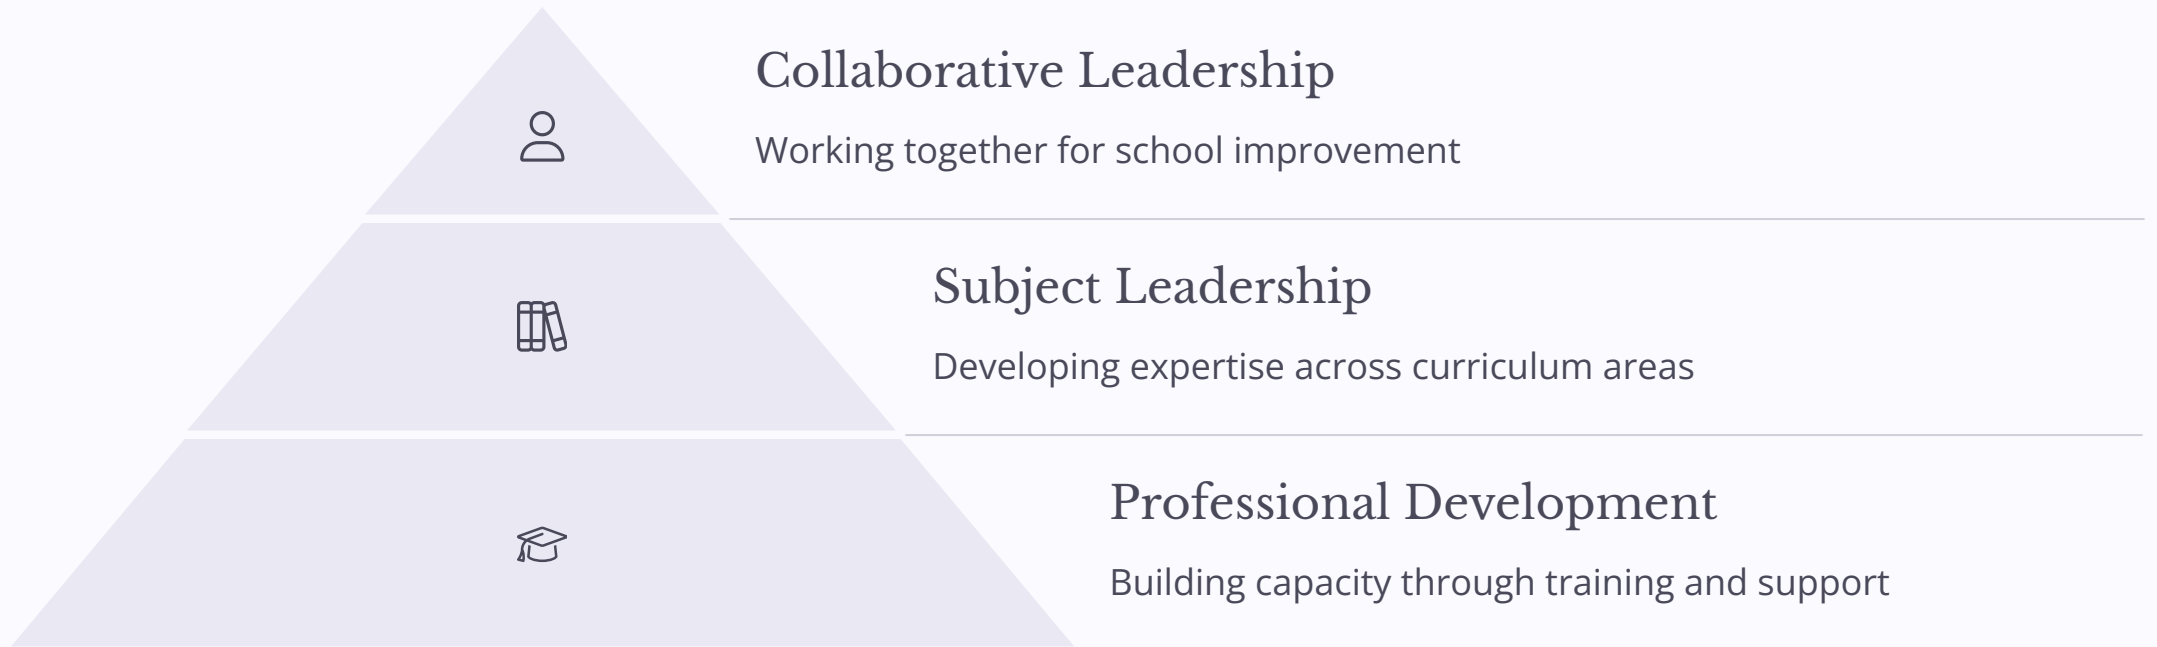 Collaborative Leadership
Working together for school improvement
Subject Leadership
Developing expertise across curriculum areas
Professional Development
Building capacity through training and support